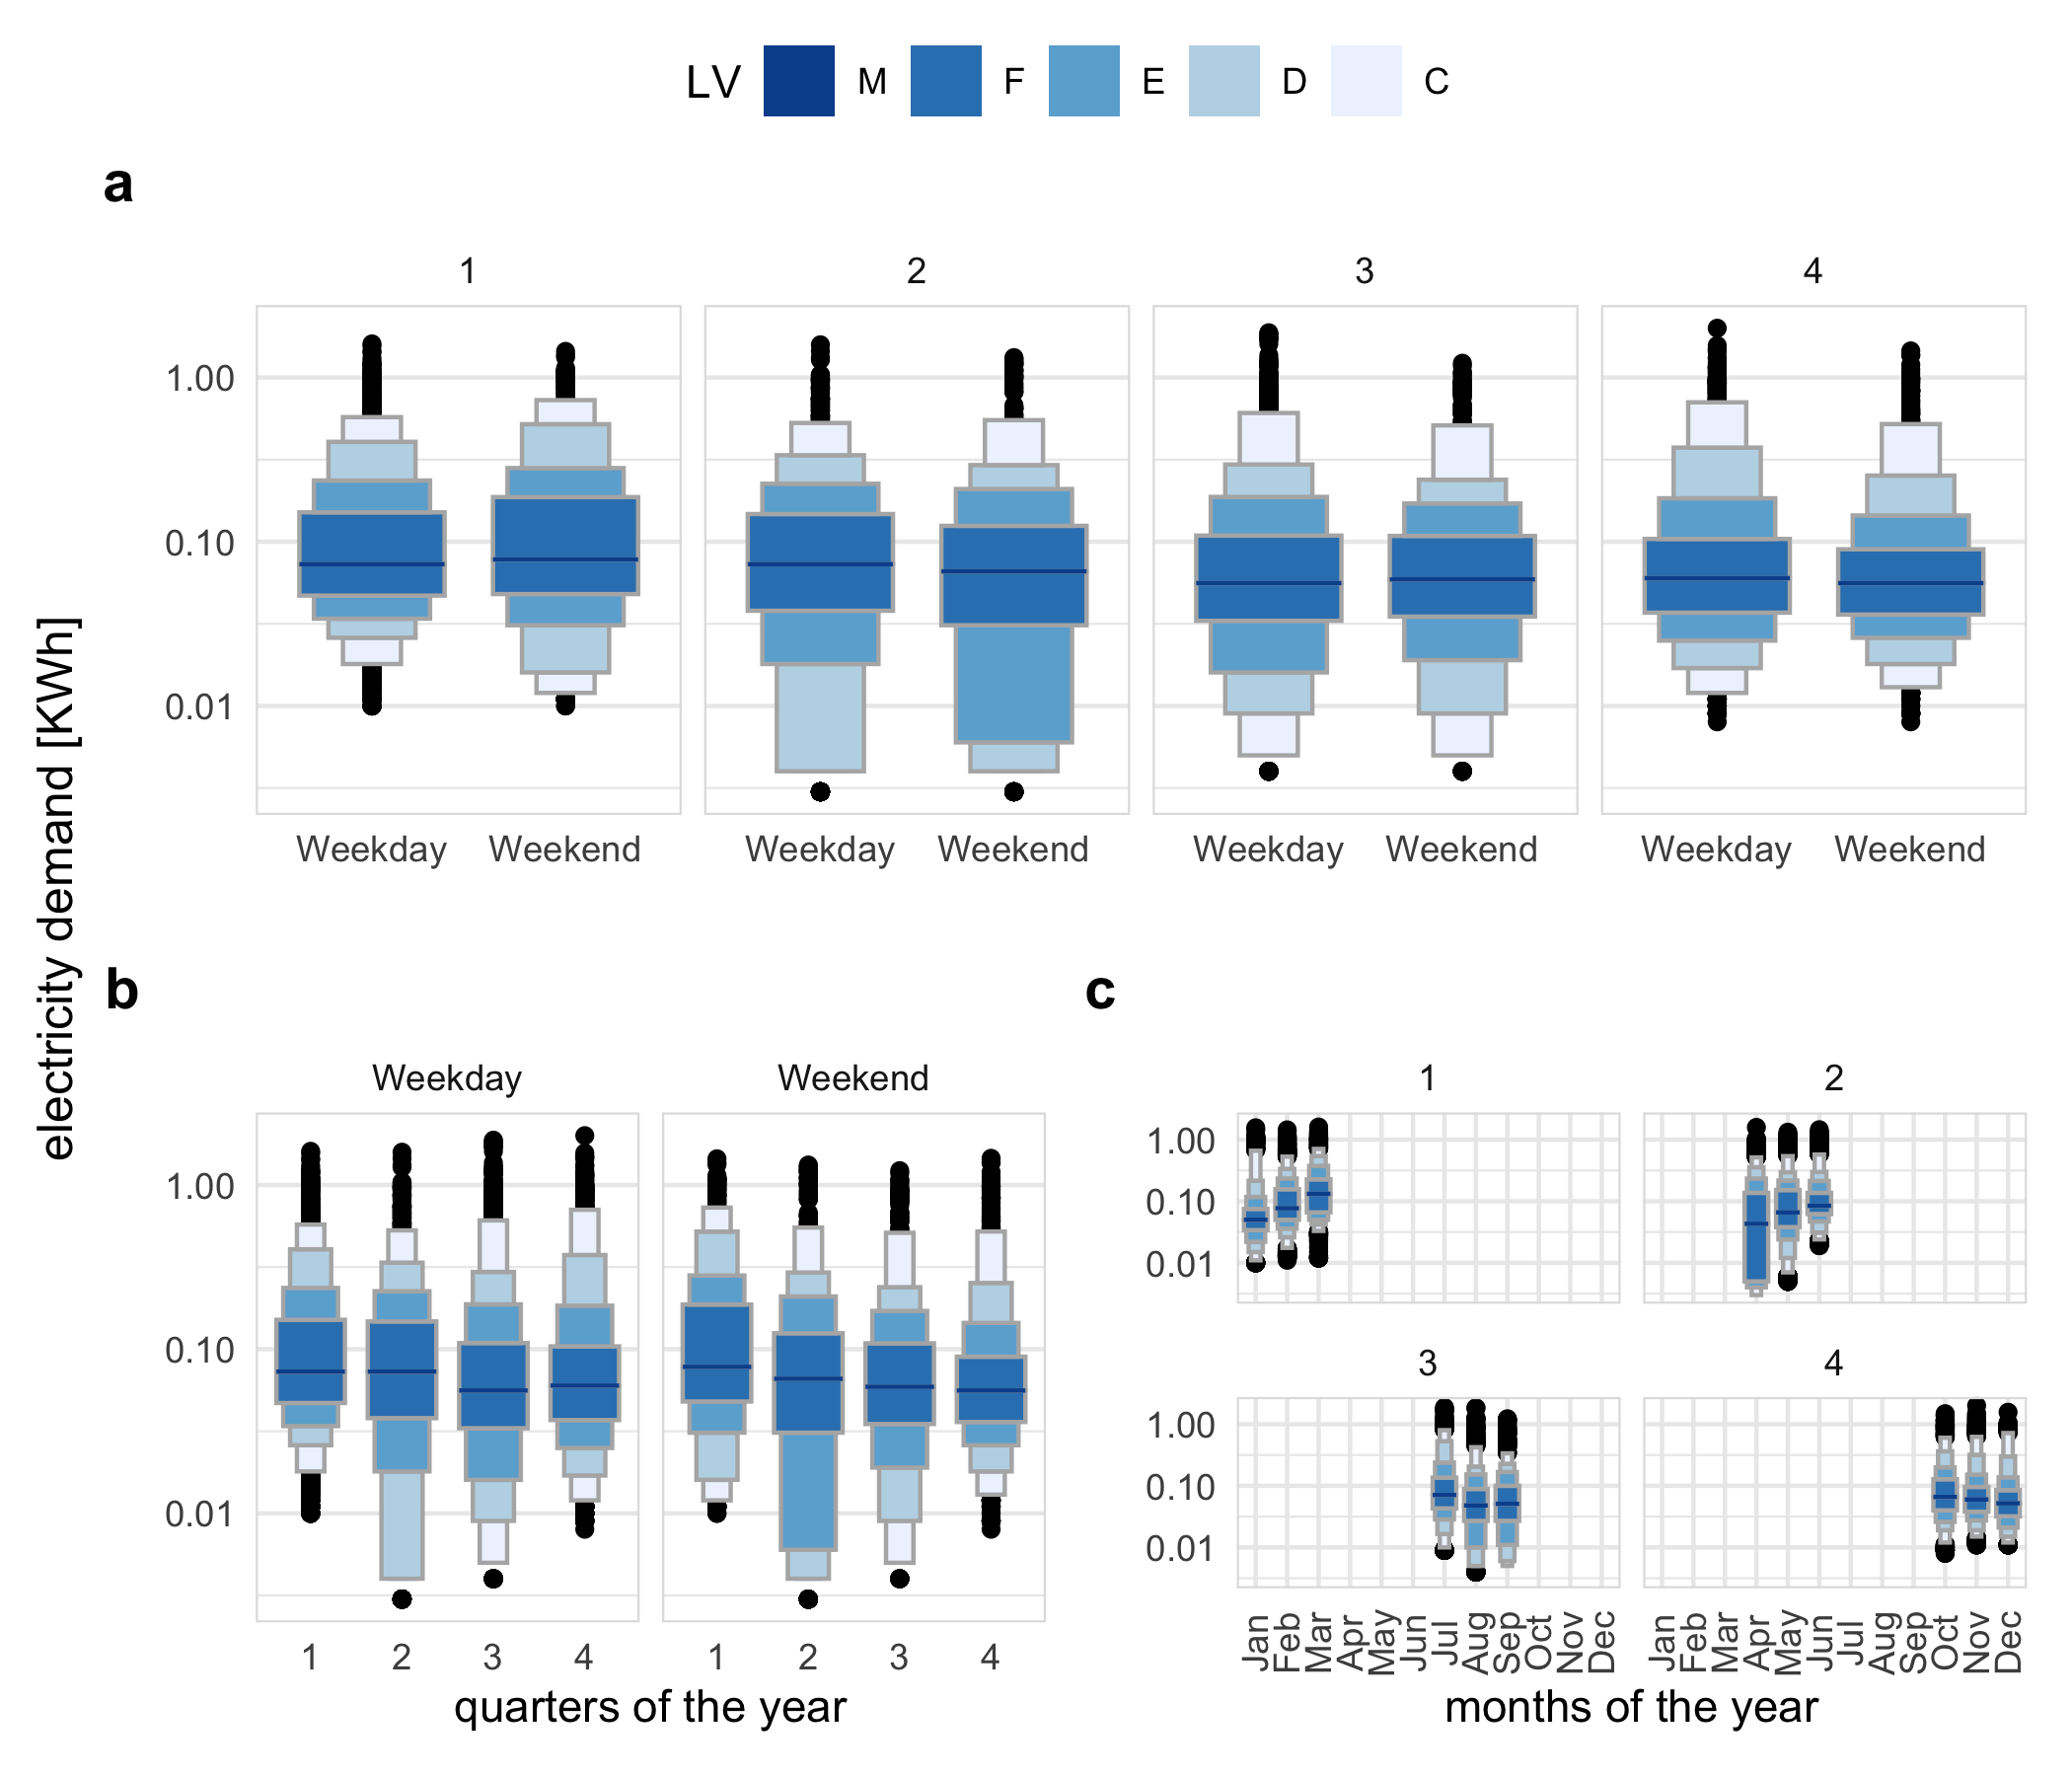 LV M F E D C
a
1 2 3 4
1.00
0.10
0.01
Weekday Weekend Weekday Weekend Weekday Weekend Weekday Weekend
electricity demand [KWh]
b
Weekday Weekend
1.00
0.10
0.01
1 2 3 4 1 2 3 4
quarters of the year
c
1 2
1.00
0.10
0.01
3 4
1.00
0.10
0.01
Jan Feb Mar Apr May Jun Jul Aug Sep Oct Nov Dec Jan Feb Mar Apr May Jun Jul Aug Sep Oct Nov Dec
months of the year